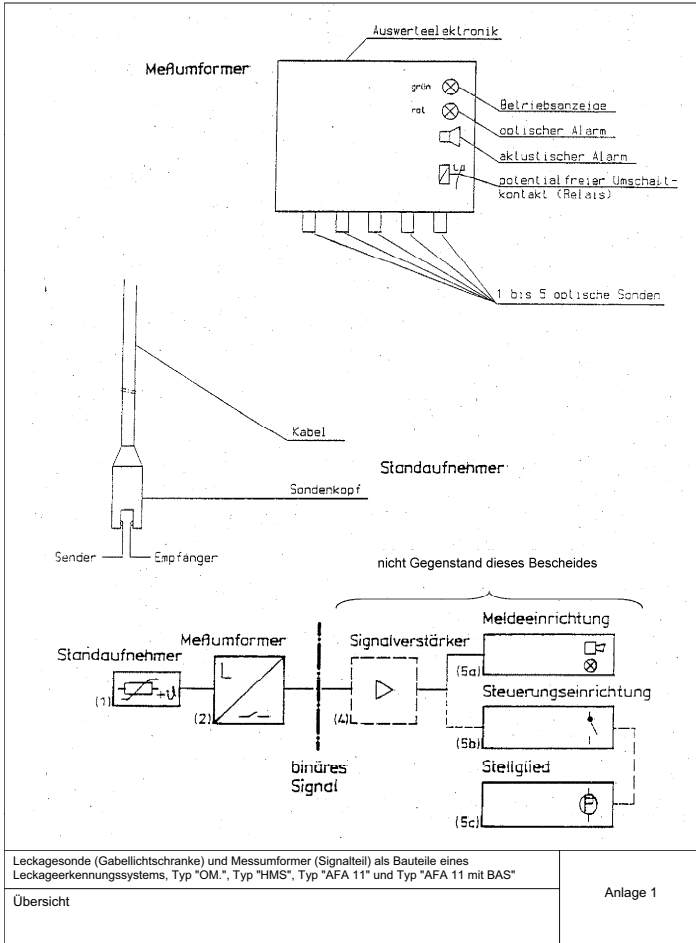 Auswerteelektronik
Meßumformer
grün
rot
Betriebsanzeige
optischer Alarm
aktustischer Alarm
potentialfreier Umschalt-
kontakt (Relais)
1 bis 5 optische Sonden
Kabel
Standaufnehmer
Sondenkopf
Sender
Empfänger
nicht Gegenstand dieses Bescheides
Meldeeinrichtung
Meßumformer
Signalverstärker
Standaufnehmer
(5a)
Steuerungseinrichtung
(1)
+ϑ
(2)
(4)
(5b)
binäres
Signal
Stellglied
(5c)
Leckagesonde (Gabellichtschranke) und Messumformer (Signalteil) als Bauteile eines
Leckageerkennungssystems, Typ "OM.", Typ "HMS", Typ "AFA 11" und Typ "AFA 11 mit BAS"
Übersicht
Anlage 1